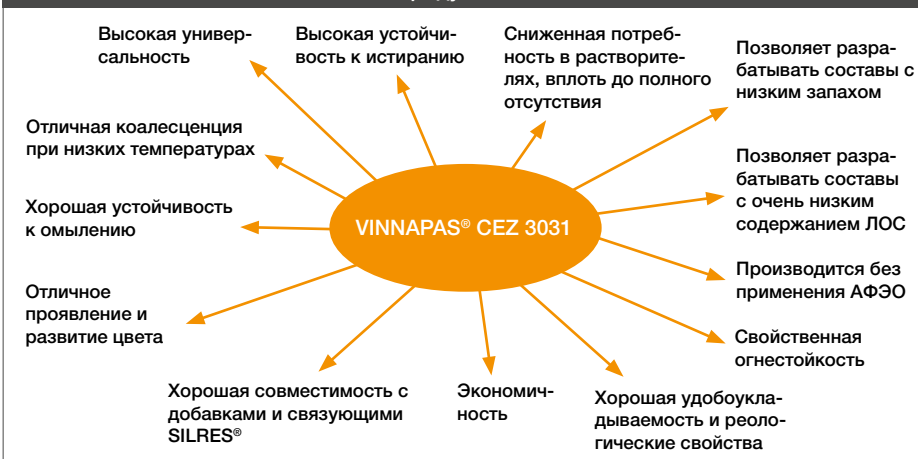 Высокая универ-
сальность
Высокая устойчи-
вость к истиранию
Сниженная потреб-
ность в растворите-
лях, вплоть до полного
отсутствия
Позволяет разра-
батывать составы с
низким запахом
Отличная коалесценция
при низких температурах
Позволяет разра-
батывать составы
с очень низким
содержанием ЛОС
Хорошая устойчивость
к омылению
VINNAPAS® CEZ 3031
Производится без
применения АФЭО
Отличное
проявление и
развитие цвета
Свойственная
огнестойкость
Хорошая совместимость с
добавками и связующими
SILRES®
Экономич-
ность
Хорошая удобоукла-
дываемость и реоло-
гические свойства